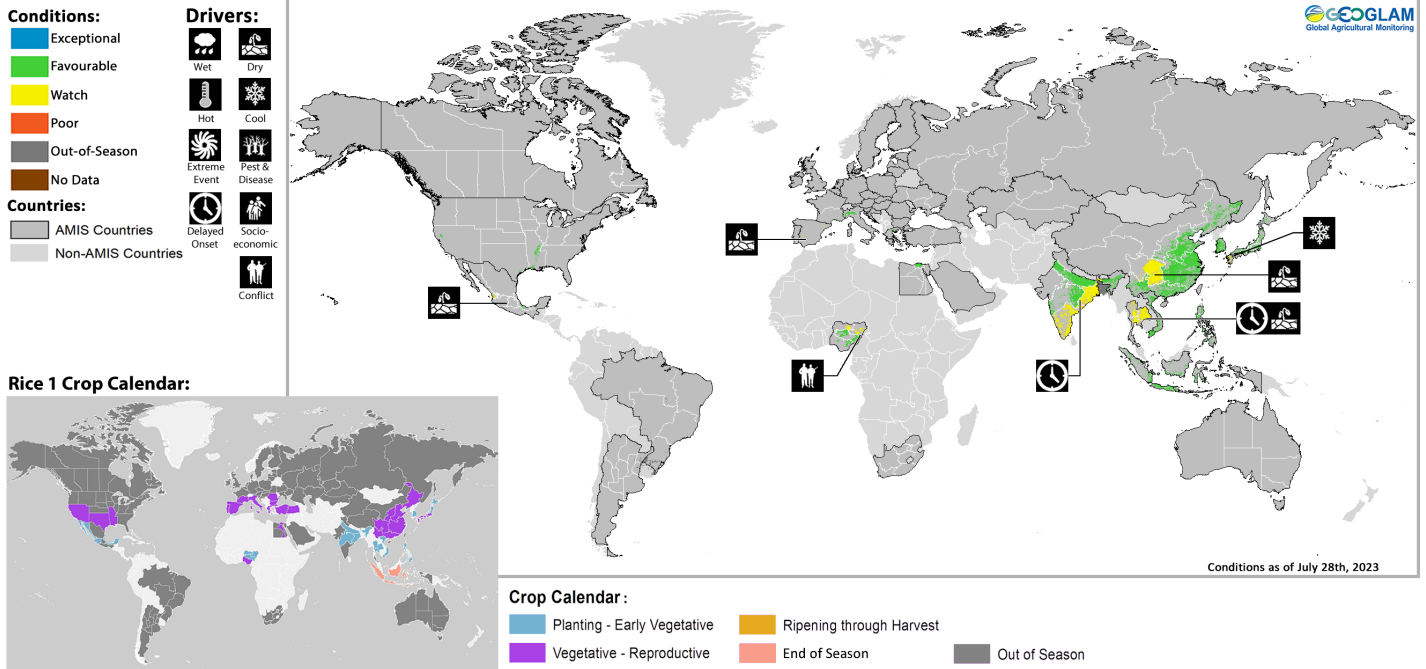 Conditions:
Exceptional
Favourable
Watch
Poor
Out-of-Season
No Data
Countries:
AMIS Countries
Non-AMIS Countries
Drivers:
Wet
Dry
Hot
Cool
Extreme
Event
Pest &
Disease
Delayed
Onset
Socio-
economic
Conflict
GEOGLAM
Global Agricultural Monitoring
Conditions as of July 28th, 2023
Rice 1 Crop Calendar:
Crop Calendar :
Planting - Early Vegetative
Vegetative - Reproductive
Ripening through Harvest
End of Season
Out of Season